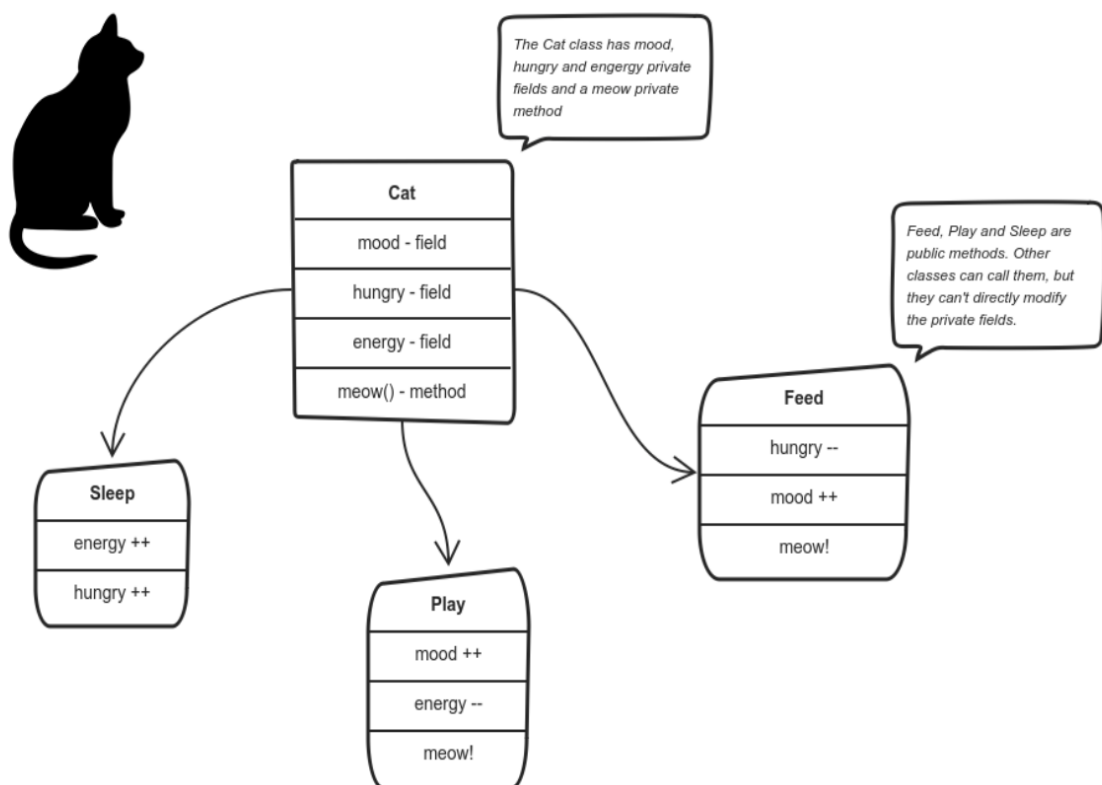 The Cat class has mood,
hungry and engergy private
fields and a meow private
method
Cat
mood - field
hungry - field
energy - field
meow() - method
Feed, Play and Sleep are
public methods. Other
classes can call them, but
they can't directly modify
the private fields.
Feed
hungry --
mood ++
meow!
Sleep
energy ++
hungry ++
Play
mood ++
energy --
meow!